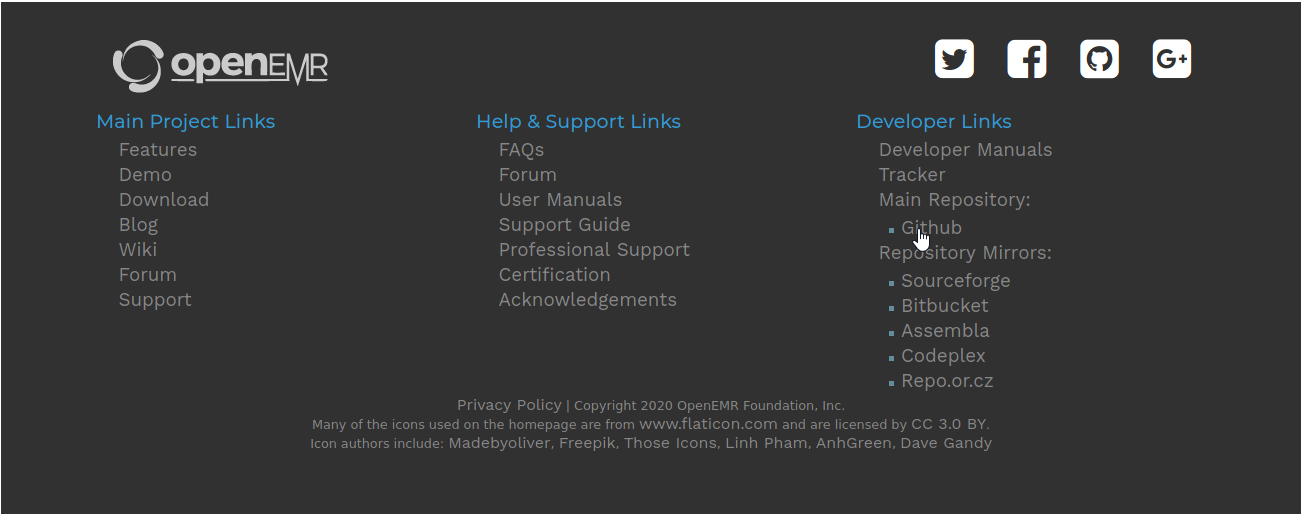 openEMR
G+
Main Project Links
Features
Demo
Download
Blog
Wiki
Forum
Support
Help & Support Links
FAQs
Forum
User Manuals
Support Guide
Professional Support
Certification
Acknowledgements
Developer Links
Developer Manuals
Tracker
Main Repository:
Github
Repository Mirrors:
Sourceforge
Bitbucket
Assembla
Codeplex
Repo.or.cz
Privacy Policy | Copyright 2020 OpenEMR Foundation, Inc.
Many of the icons used on the homepage are from www.flaticon.com and are licensed by CC 3.0 BY.
Icon authors include: Madebyoliver, Freepik, Those Icons, Linh Pham, AnhGreen, Dave Gandy